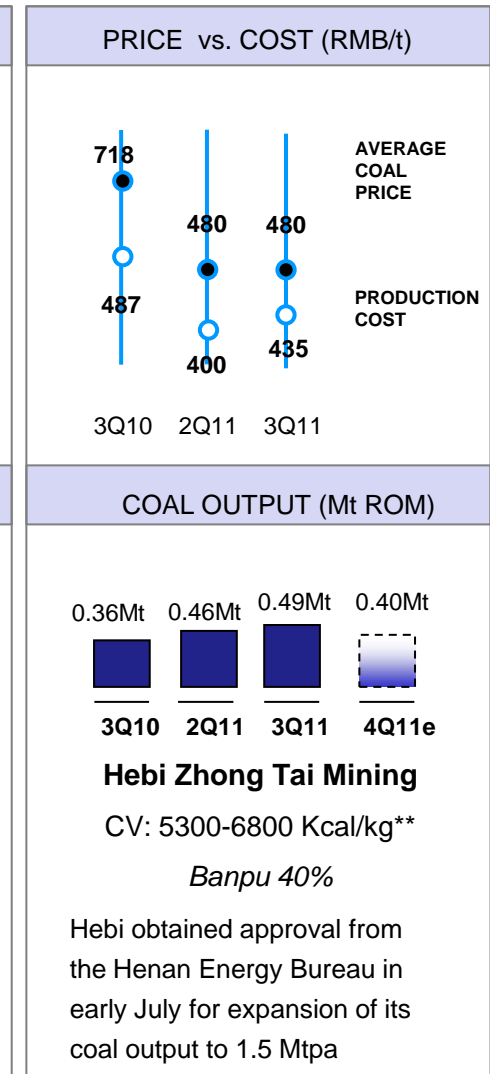 PRICE vs. COST (RMB/t)
718
487
480
400
480
435
AVERAGE
COAL
PRICE
PRODUCTION
COST
3Q10 2Q11 3Q11
COAL OUTPUT (Mt ROM)
0.36Mt 0.46Mt 0.49Mt 0.40Mt
3Q10 2Q11 3Q11 4Q11e
Hebi Zhong Tai Mining
CV: 5300-6800 Kcal/kg**
Banpu 40%
Hebi obtained approval from
the Henan Energy Bureau in
early July for expansion of its
coal output to 1.5 Mtpa